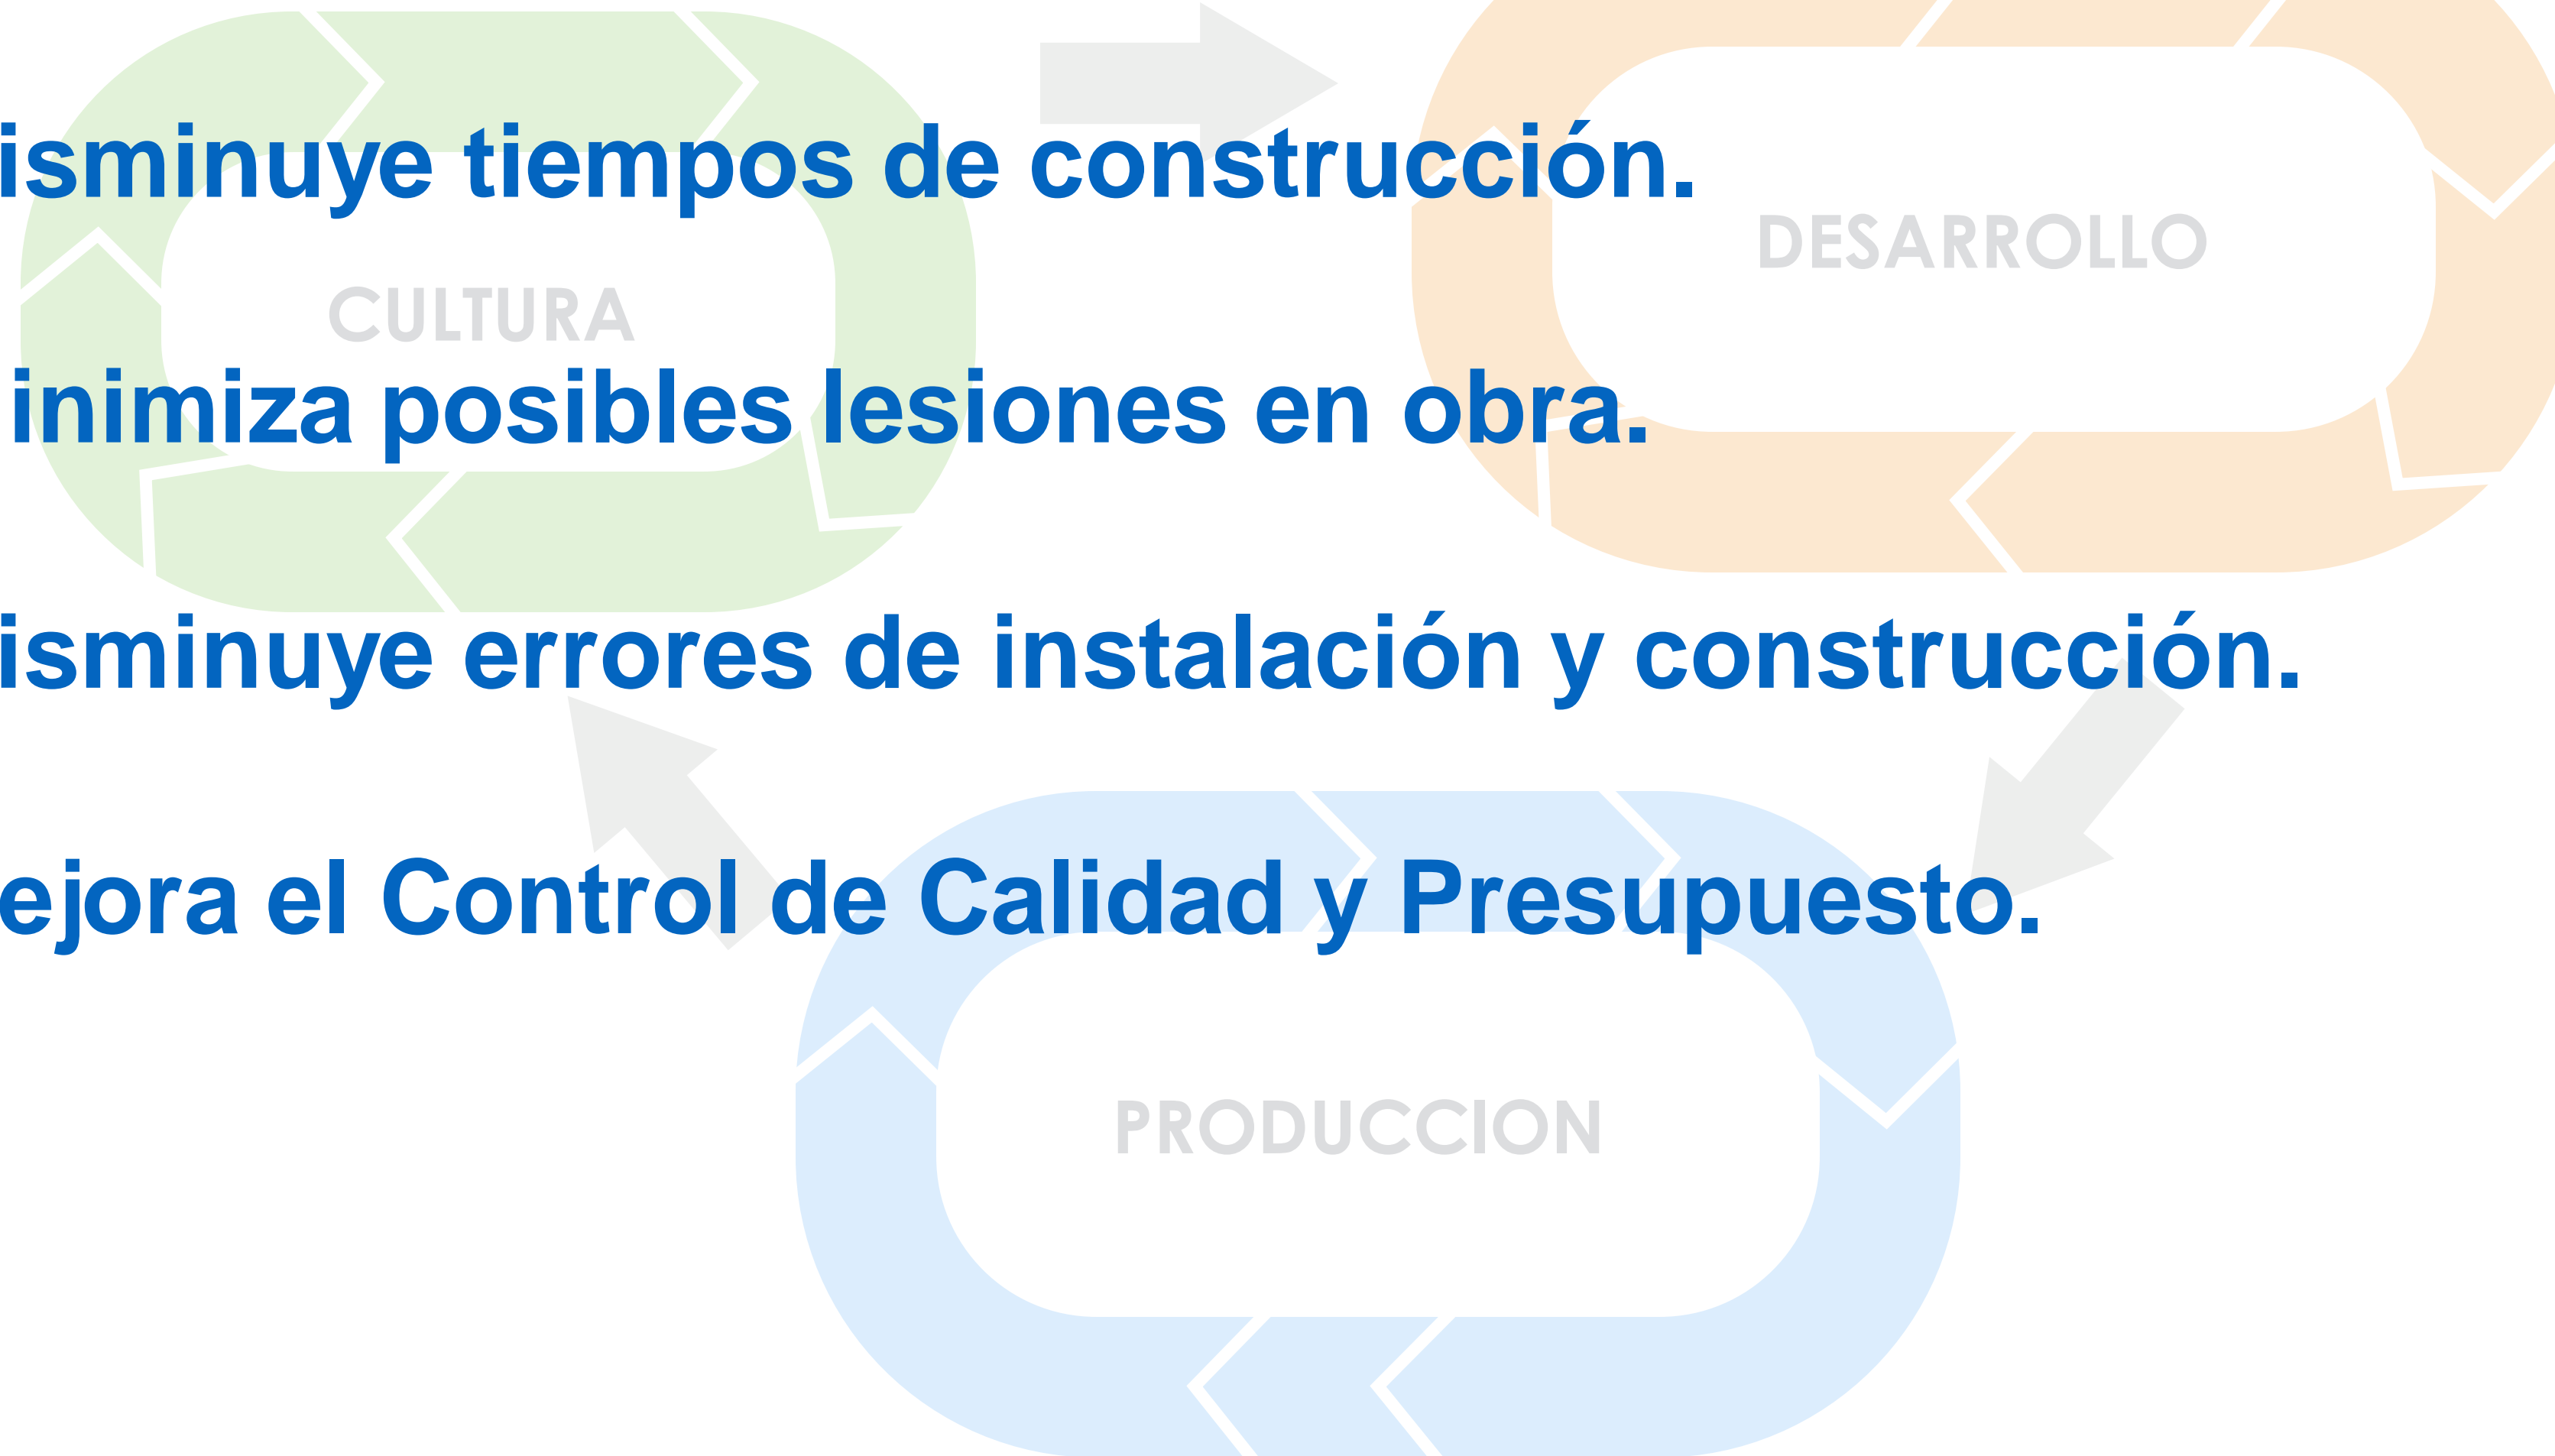 isminuye tiempos de construcción.
DESARROLLO
CULTURA
inimiza posibles lesiones en obra.
isminuye errores de instalación y construcción.
ejora el Control de Calidad y Presupuesto.
PRODUCCION